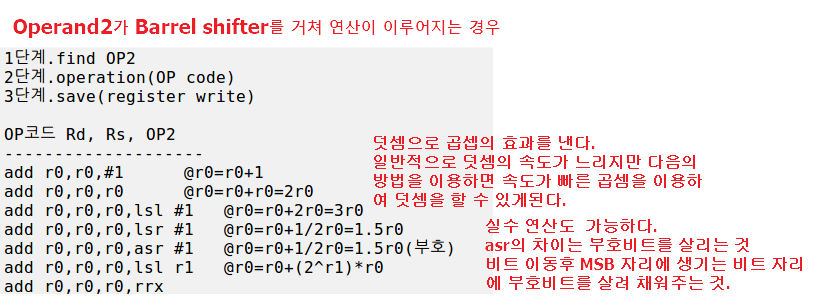 Operand2가 Barrel shifter를 거쳐 연산이 이루어지는 경우
1단계.find OP2
2단계.operation(OP code)
3단계.save(register write)
OP코드 Rd, Rs, OP2
--------------------
add r0,r0,#1 @r0=r0+1
add r0,r0,r0 @r0=r0+r0=2r0
add r0,r0,r0,lsl #1 @r0=r0+2r0=3r0
add r0,r0,r0,lsr #1 @r0=r0+1/2r0=1.5r0
add r0,r0,r0,asr #1 @r0=r0+1/2r0=1.5r0(부호)
add r0,r0,r0,lsl r1 @r0=r0+(2^r1)*r0
add r0,r0,r0,rrx
덧셈으로 곱셉의 효과를 낸다.
일반적으로 덧셈의 속도가 느리지만 다음의
방법을 이용하면 속도가 빠른 곱셈을 이용하
여 덧셈을 할 수 있게된다.
실수 연산도 가능하다.
asr의 차이는 부호비트를 살리는 것
비트 이동후 MSB 자리에 생기는 비트 자리
에 부호비트를 살려 채워주는 것.